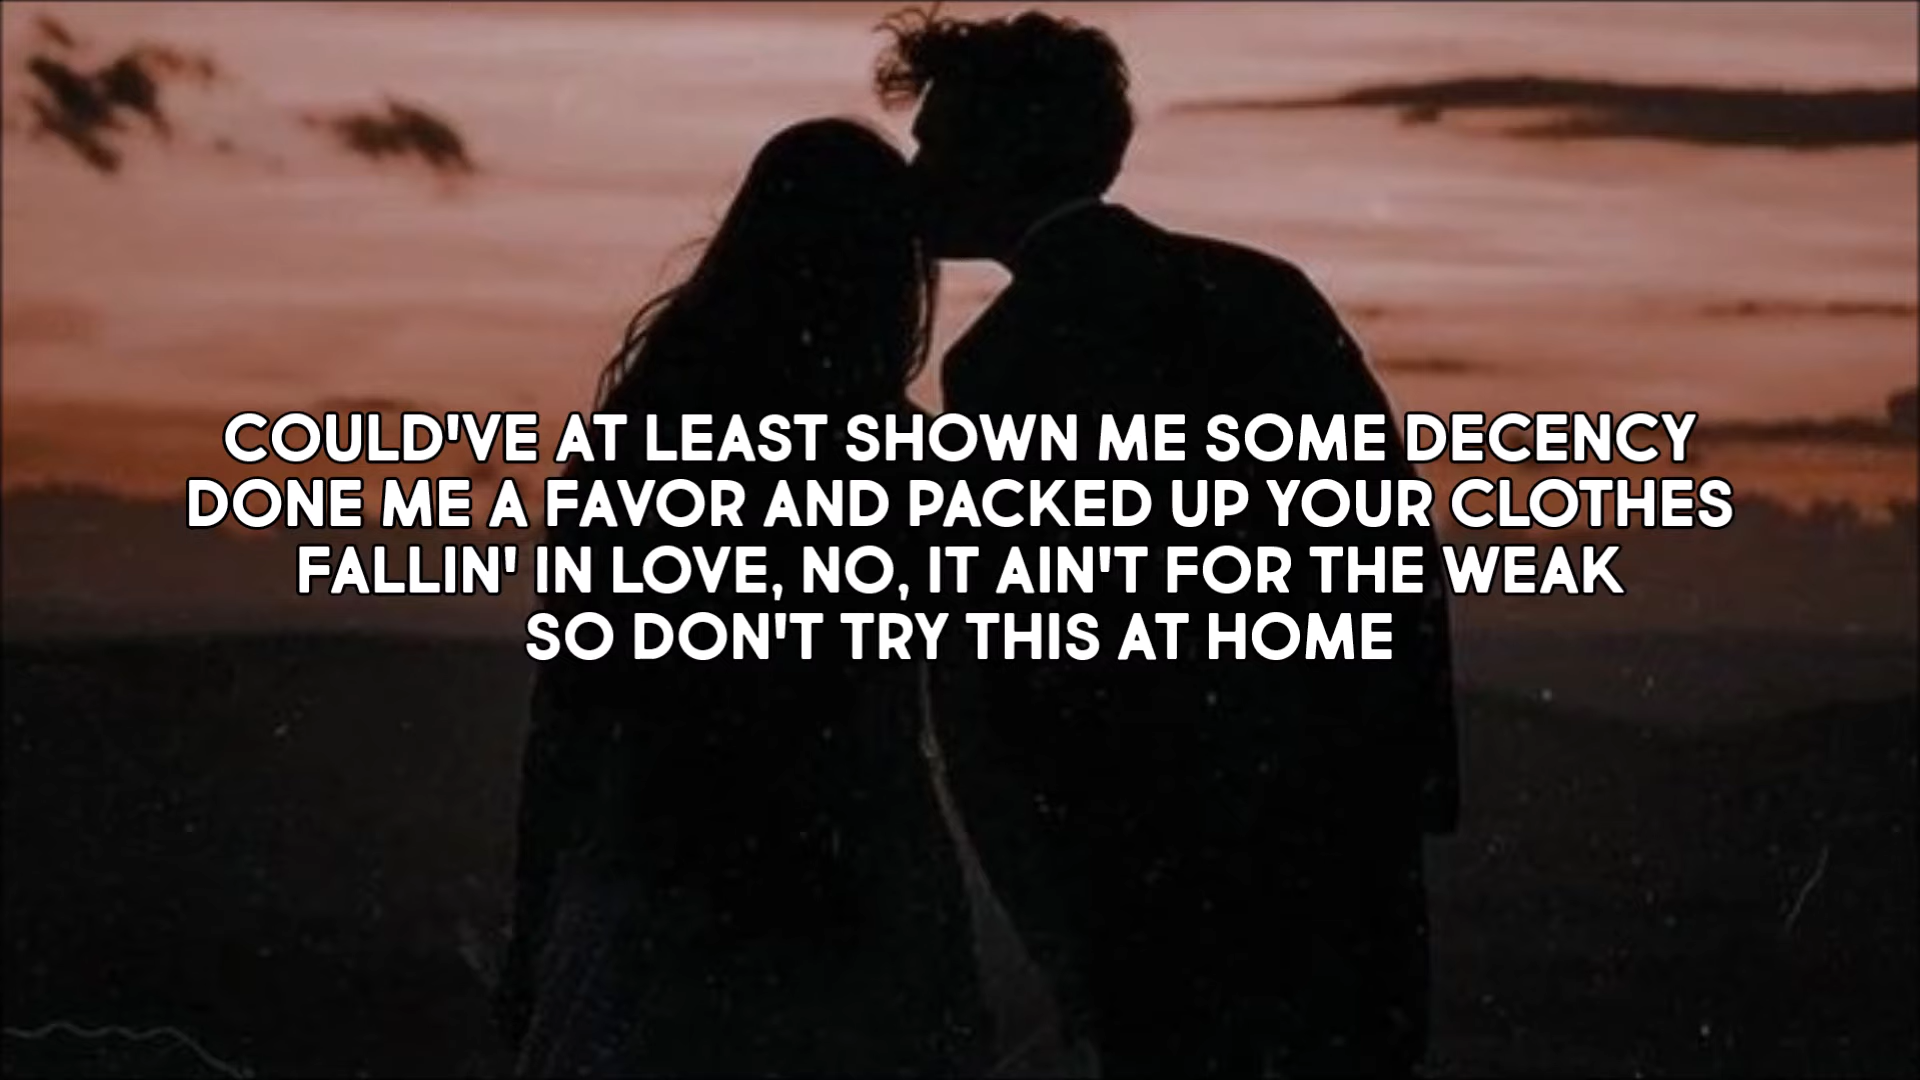 COULD'VE AT LEAST SHOWN ME SOME DECENCY
DONE ME A FAVOR AND PACKED UP YOUR CLOTHES
FALLIN' IN LOVE, NO, IT AIN'T FOR THE WEAK
SO DON'T TRY THIS AT HOME